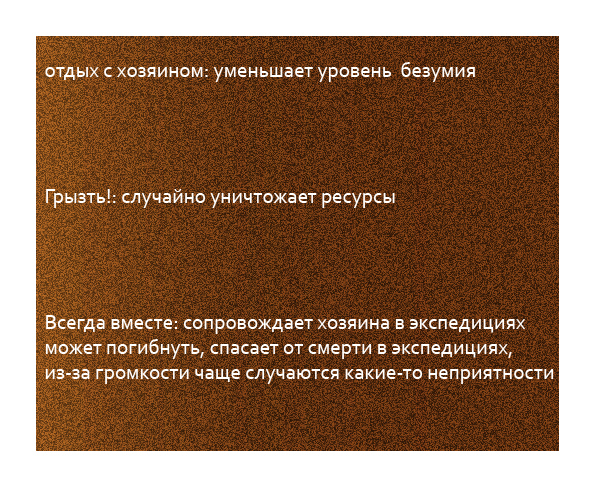 отдых с хозяином: уменьшает уровень  безумия
Грызть!: случайно уничтожает ресурсы
Всегда вместе: сопровождает хозяина в экспедициях
может погибнуть, спасает от смерти в экспедициях,
из-за громкости чаще случаются какие-то неприятности